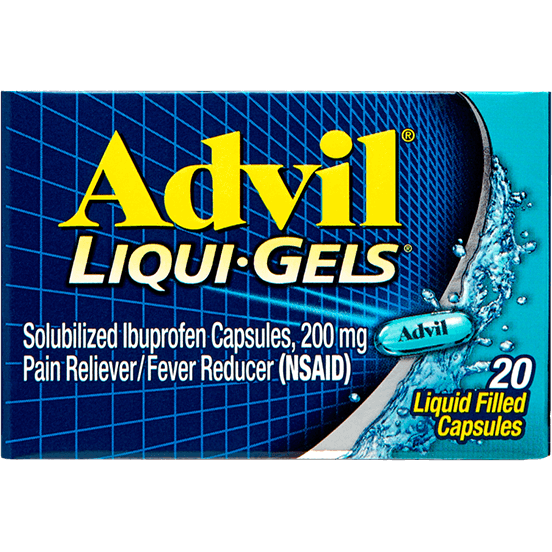 Advil®
LIQUI·GELS®
Solubilized Ibuprofen Capsules, 200 mg
Pain Reliever/Fever Reducer (NSAID)
Advil
20
Liquid Filled
Capsules